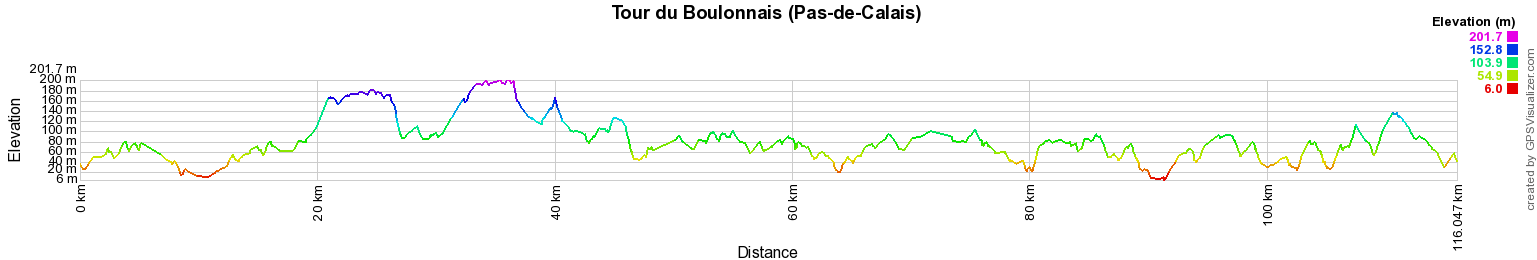 Tour du Boulonnais (Pas-de-Calais)
Elevation (m)
201.7
152.8
103.9
54.9
6.0
201.7 m
200 m
180 m
160 m
140 m
120 m
100 m
80 m
60 m
40 m
20 m
6 m
Elevation
0 km
20 km
40 km
60 km
80 km
100 km
116.047 km
Distance
created by GPSVisualizer.com